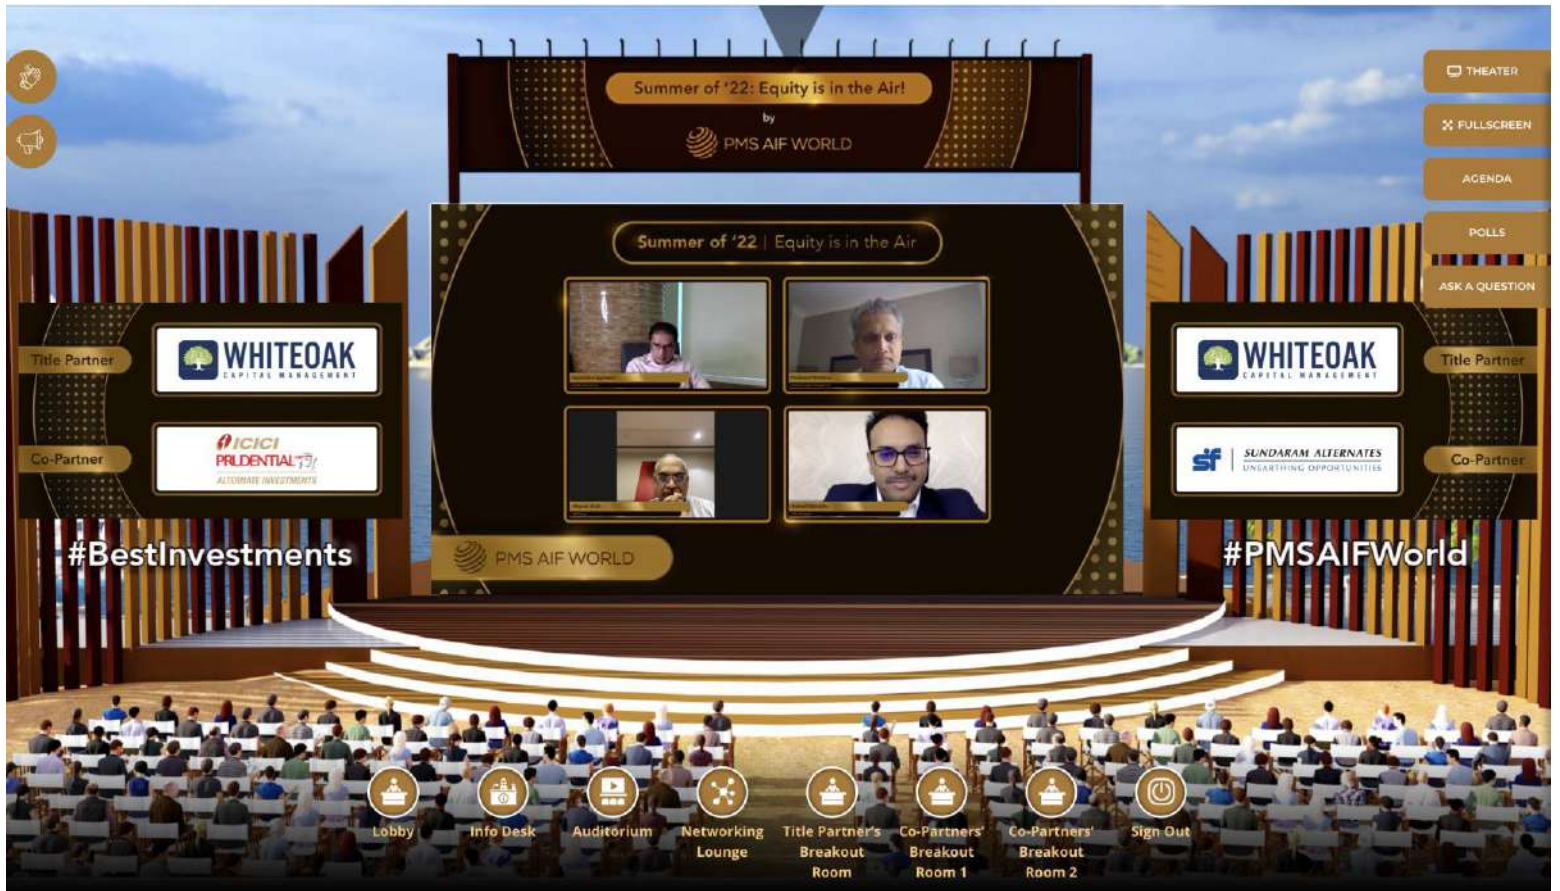 Summer of '22: Equity is in the Air!
by
PMS AIF WORLD
THEATER
FULLSCREEN
AGENDA
POLLS
ASK A QUESTION
Summer of '22 | Equity is in the Air
Title Partner
WHITEOAK
CAPITAL MANAGEMENT
Co-Partner
ICICI
PRUDENTIAL
ALTERNATE INVESTMENTS
#BestInvestments
PMS AIF WORLD
WHITEOAK
CAPITAL MANAGEMENT
Title Partner
sf
SUNDARAM ALTERNATES
UNEARTHING OPPORTUNITIES
Co-Partner
#PMSAIFWorld
Lobby
Info Desk
Auditorium
Networking
Lounge
Title Partner's
Breakout
Room
Co-Partners'
Breakout
Room 1
Co-Partners'
Breakout
Room 2
Sign Out